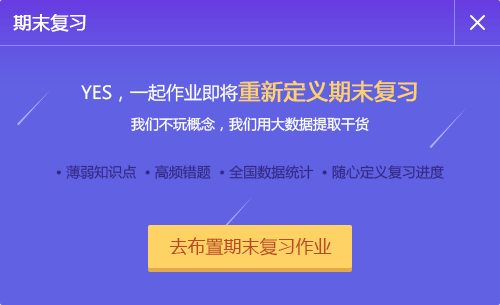 期末复习
YES，一起作业即将重新定义期末复习
我们不玩概念，我们用大数据提取干货
• 薄弱知识点 • 高频错题 • 全国数据统计 • 随心定义复习进度
去布置期末复习作业